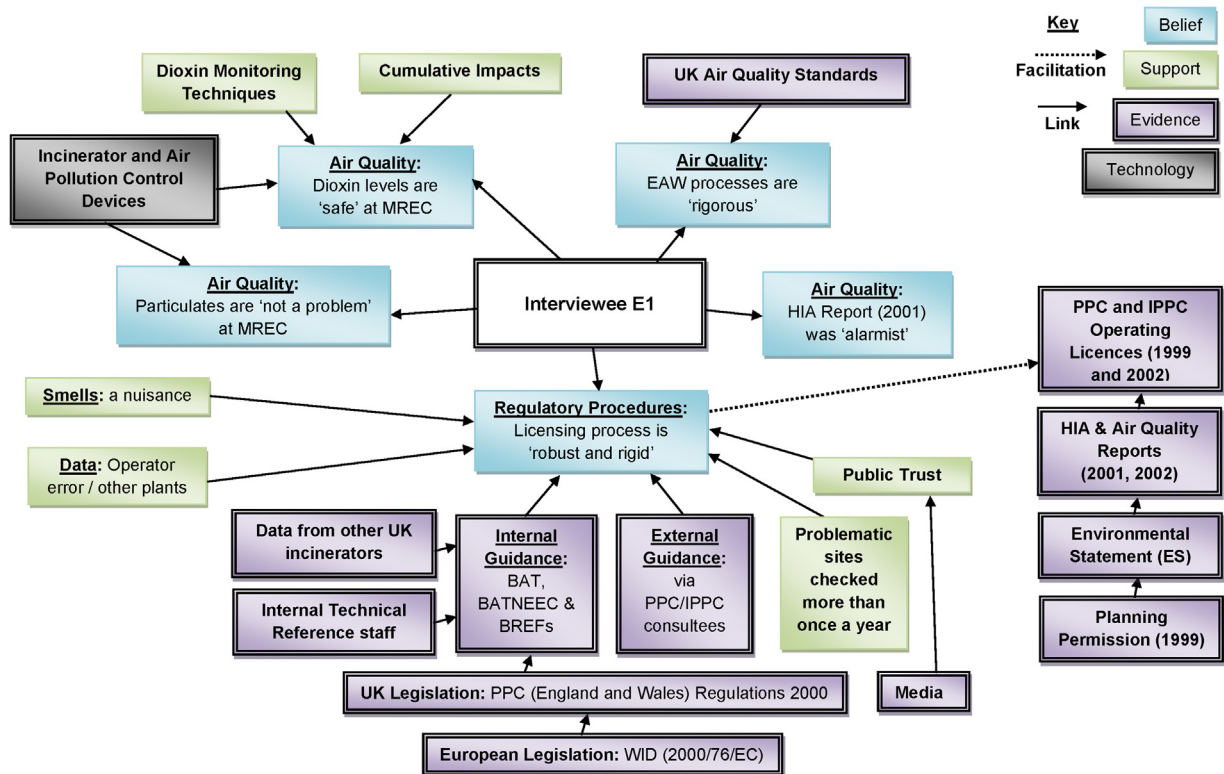 Key
Belief
Facilitation
Support
Link
Evidence
Technology
Dioxin Monitoring
Techniques
Cumulative Impacts
UK Air Quality Standards
Incinerator and Air
Pollution Control
Devices
Air Quality:
Dioxin levels are
‘safe’ at MREC
Air Quality:
EAW processes are
‘rigorous’
Air Quality:
Particulates are ‘not a problem’
at MREC
Interviewee E1
Air Quality:
HIA Report (2001)
was ‘alarmist’
PPC and IPPC
Operating
Licences (1999
and 2002)
Smells: a nuisance
Regulatory Procedures:
Licensing process is
‘robust and rigid’
HIA & Air Quality
Reports
(2001, 2002)
Data: Operator
error / other plants
Public Trust
Data from other UK
incinerators
Internal
Guidance:
BAT,
BATNEEC &
BREFs
External
Guidance:
via
PPC/IPPC
consultees
Problematic
sites
checked
more than
once a year
Environmental
Statement (ES)
Internal Technical
Reference staff
Planning
Permission (1999)
UK Legislation: PPC (England and Wales) Regulations 2000
Media
European Legislation: WID (2000/76/EC)